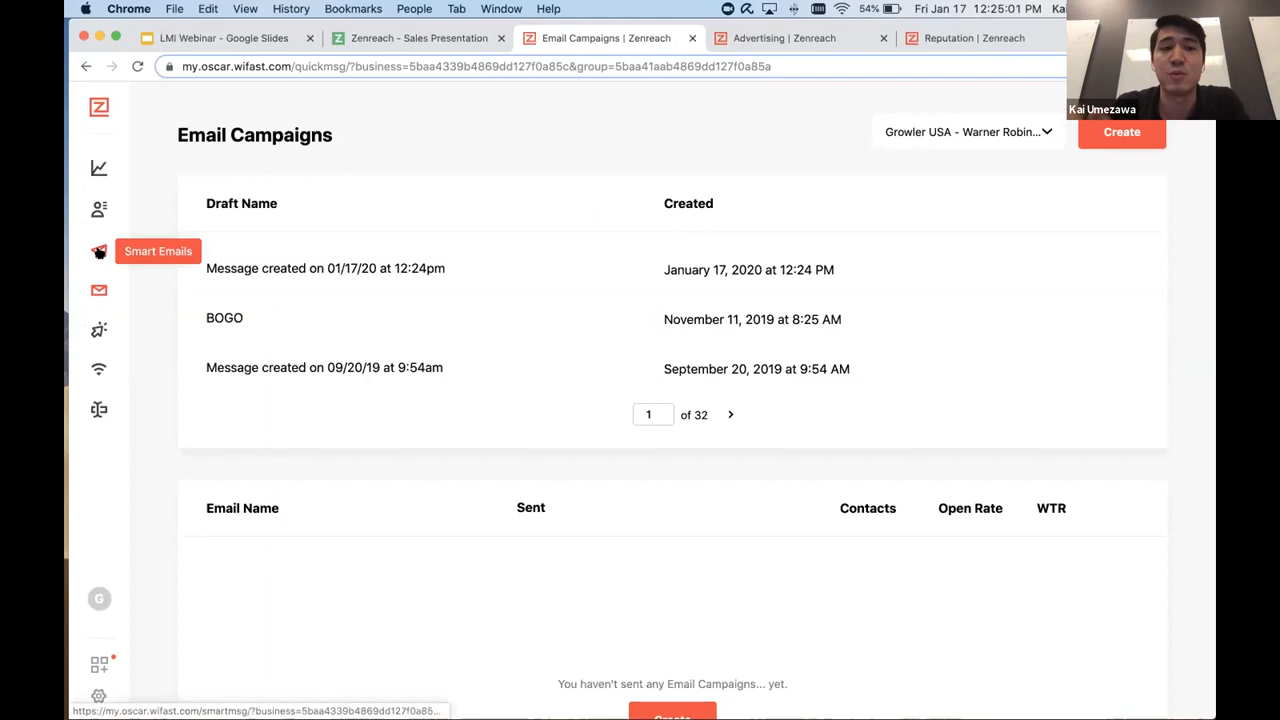 Chrome File Edit View History Bookmarks People Tab Window Help 54% Fri Jan 17 12:25:01 PM Ka
LMI Webinar - Google Slides
Zenreach - Sales Presentation
Email Campaigns | Zenreach
Advertising | Zenreach
Reputation | Zenreach
my.oscar.wifast.com/quickmsg/?business=5baa4339b4869dd127f0a85c&group=5baa41aab4869dd127f0a85a
Kai Umezawa
Email Campaigns
Growler USA - Warner Robin...
Create
Draft Name Created
Smart Emails
Message created on 01/17/20 at 12:24pm January 17, 2020 at 12:24 PM
BOGO November 11, 2019 at 8:25 AM
Message created on 09/20/19 at 9:54am September 20, 2019 at 9:54 AM
1 of 32
Email Name Sent Contacts Open Rate WTR
G
You haven't sent any Email Campaigns... yet.
Create
https://my.oscar.wifast.com/smartmsg/?business=5baa4339b4869dd127f0a85...